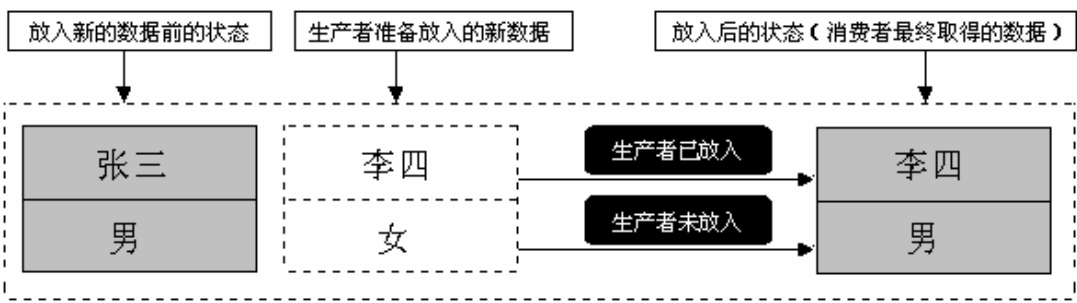 放入新的数据前的状态
生产者准备放入的新数据
放入后的状态（消费者最终取得的数据）
张三
李四
生产者已放入
李四
男
女
生产者未放入
男